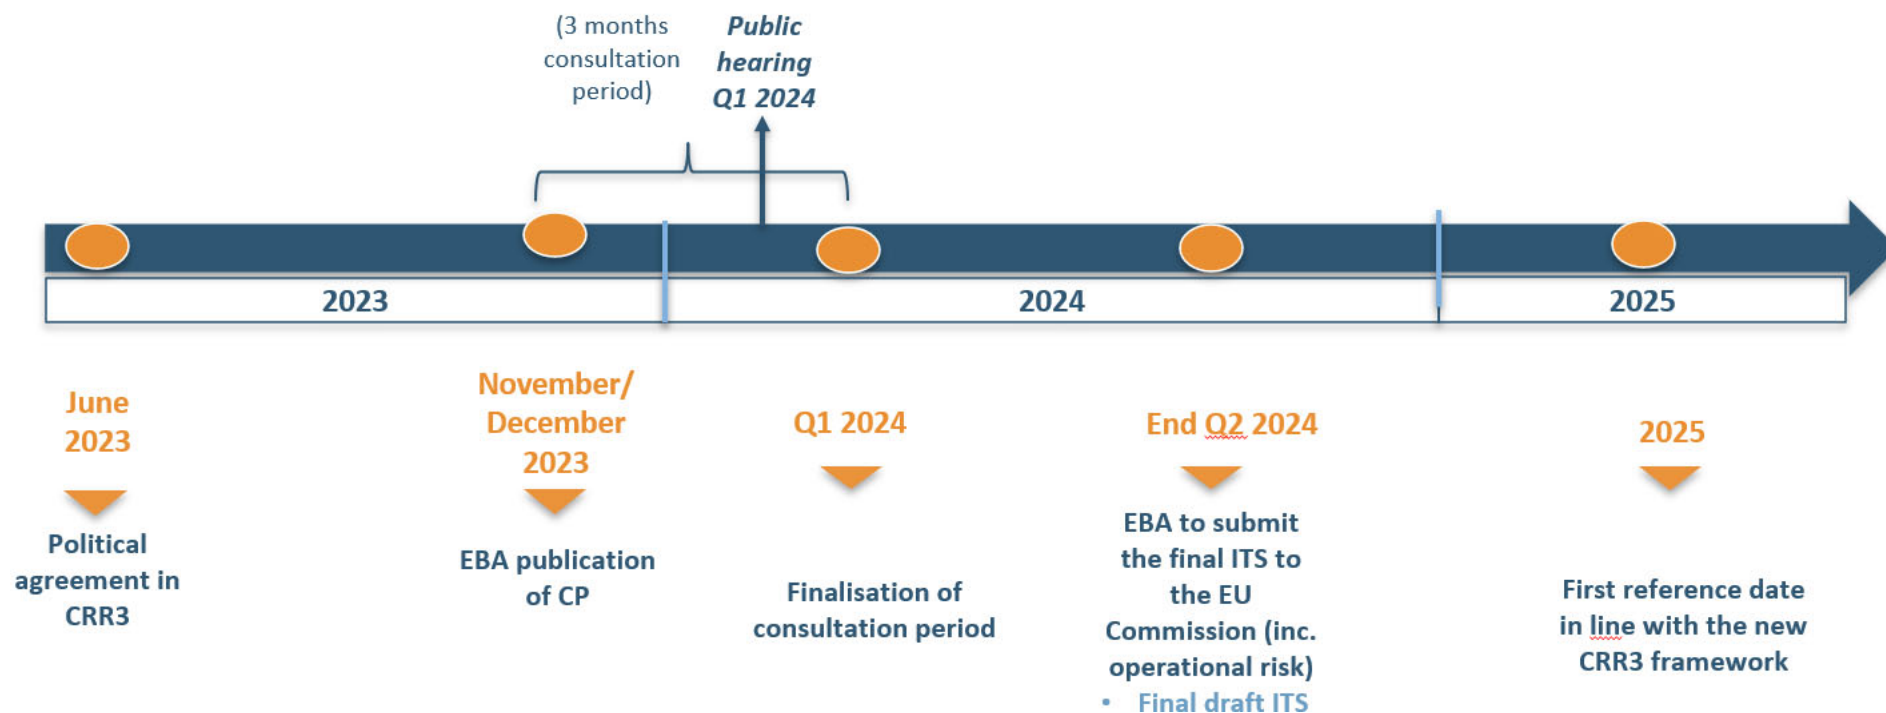 (3 months
consultation
period)
Public
hearing
Q1 2024
2023
2024
2025
June
2023
Political
agreement in
CRR3
November/
December
2023
EBA publication
of CP
Q1 2024
Finalisation of
consultation period
End Q2 2024
EBA to submit
the final ITS to
the EU
Commission (inc.
operational risk)
• Final draft ITS
2025
First reference date
in line with the new
CRR3 framework